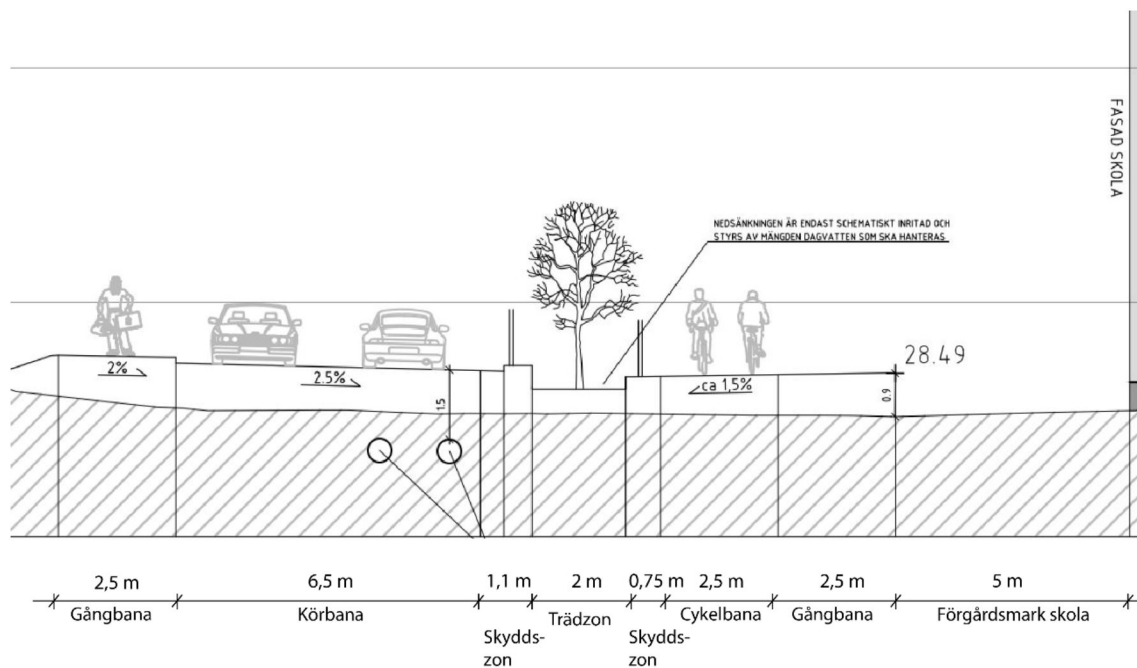 FASAD SKOLA
NEDSÄNKNINGEN ÄR ENDAST SCHEMATISKT INRITAD OCH
STYRS AV MÄNGDEN DAGVATTEN SOM SKA HANTERAS.
28.49
2%
2.5%
ca 1,5%
1.5
0.9
2,5 m
6,5 m
1,1 m
2 m
0,75 m
2,5 m
2,5 m
5 m
Gångbana
Körbana
Skydds-
zon
Trädzon
Skydds-
zon
Cykelbana
Gångbana
Förgårdsmark skola